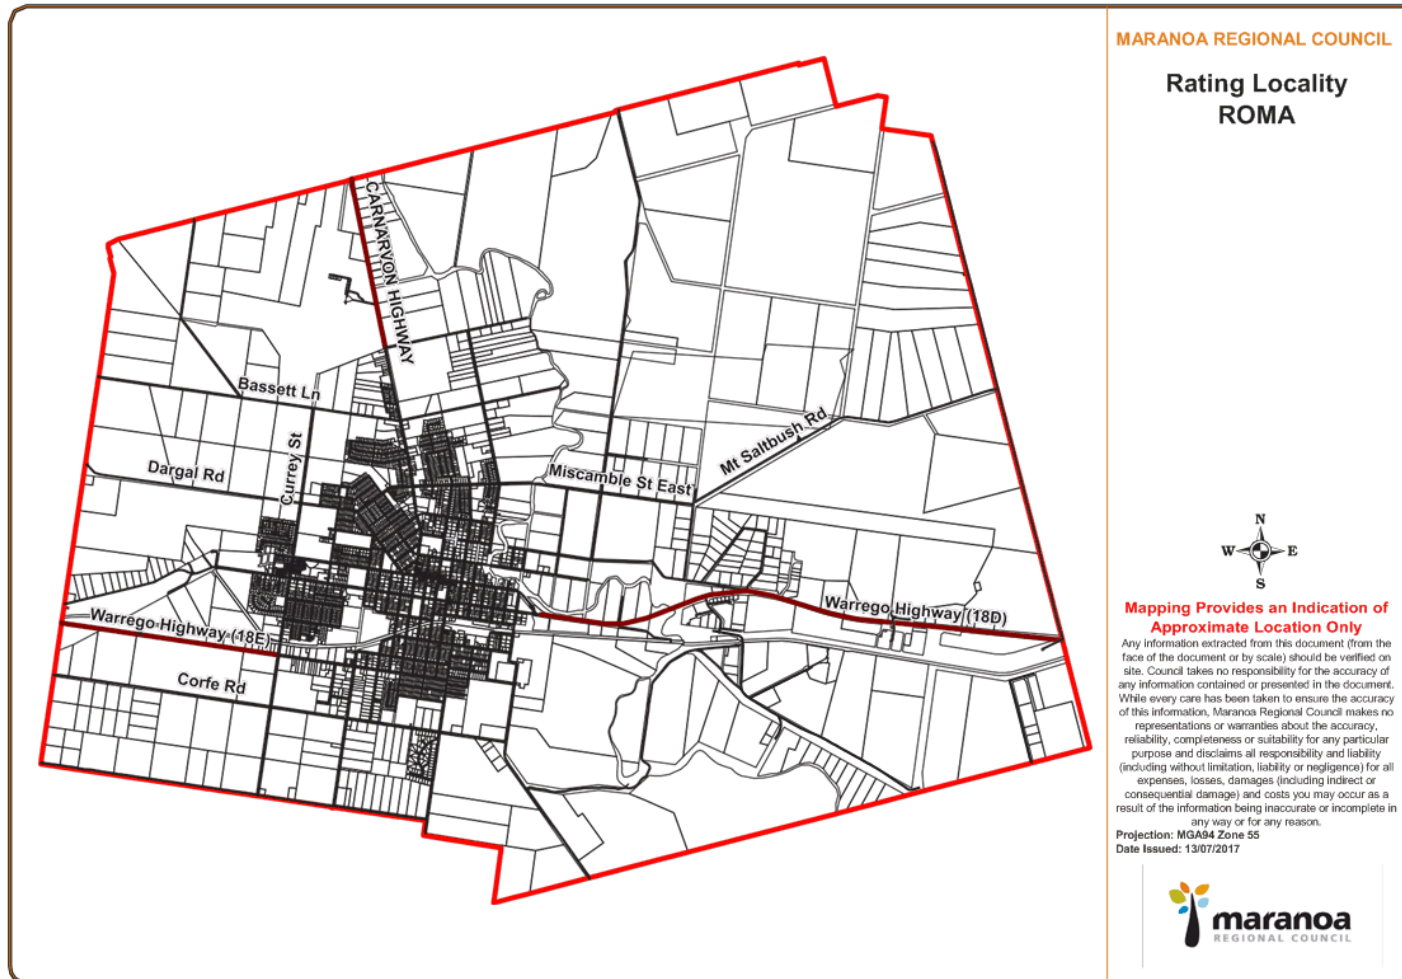 MARANOA REGIONAL COUNCIL
Rating Locality
ROMA
CARNARVON HIGHWAY
Bassett Ln
Currey St
Dargal Rd
Miscamble St East
Mt Saltbush Rd
Warrego Highway (18D)
Warrego Highway (18E)
Corfe Rd
N
W
E
S
Mapping Provides an Indication of
Approximate Location Only
Any information extracted from this document (from the
face of the document or by scale) should be verified on
site. Council takes no responsibility for the accuracy of
any information contained or presented in the document.
While every care has been taken to ensure the accuracy
of this information, Maranoa Regional Council makes no
representations or warranties about the accuracy,
reliability, completeness or suitability for any particular
purpose and disclaims all responsibility and liability
(including without limitation, liability or negligence) for all
expenses, losses, damages (including indirect or
consequential damage) and costs you may occur as a
result of the information being inaccurate or incomplete in
any way or for any reason.
Projection: MGA94 Zone 55
Date Issued: 13/07/2017
maranoa
REGIONAL COUNCIL